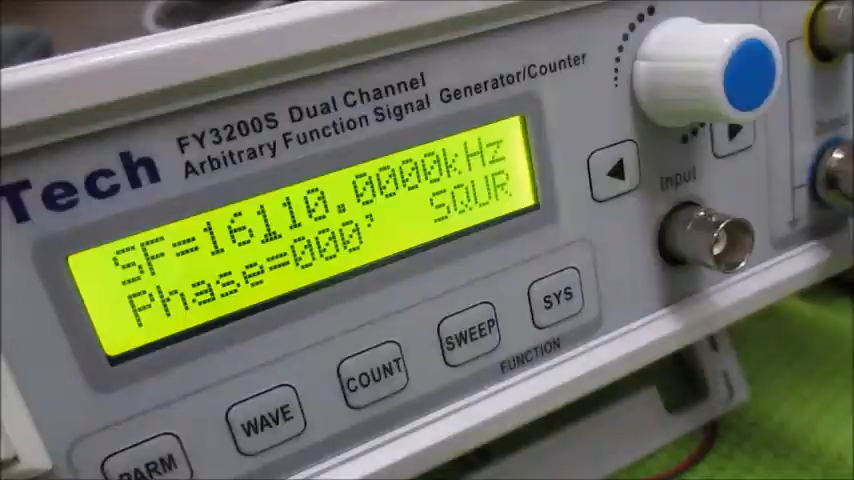 Tech
FY3200S Dual Channel
Arbitrary Function Signal Generator/Counter
SF=16110.0000kHz
Phase=000' SQUR
Input
PARM
WAVE
COUNT
SWEEP
SYS
FUNCTION